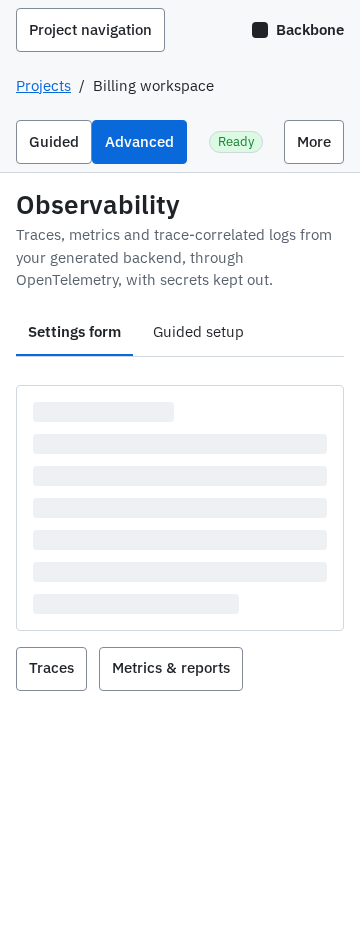 Project navigation
Backbone
Projects / Billing workspace
Guided
Advanced
Ready
More
Observability
Traces, metrics and trace-correlated logs from
your generated backend, through
OpenTelemetry, with secrets kept out.
Settings form
Guided setup
Traces
Metrics & reports